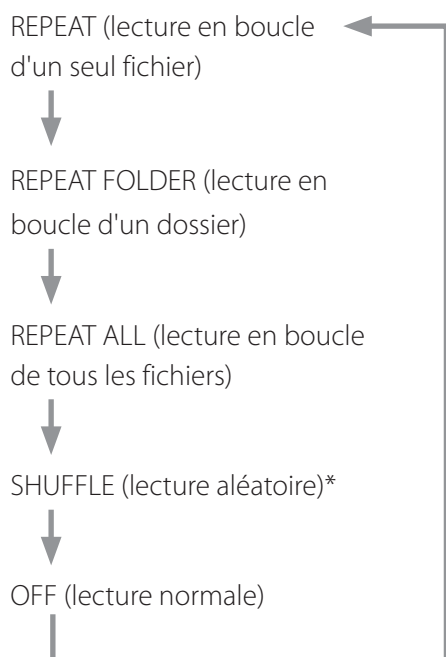 REPEAT (lecture en boucle
d'un seul fichier)
REPEAT FOLDER (lecture en
boucle d'un dossier)
REPEAT ALL (lecture en boucle
de tous les fichiers)
SHUFFLE (lecture aléatoire)*
OFF (lecture normale)